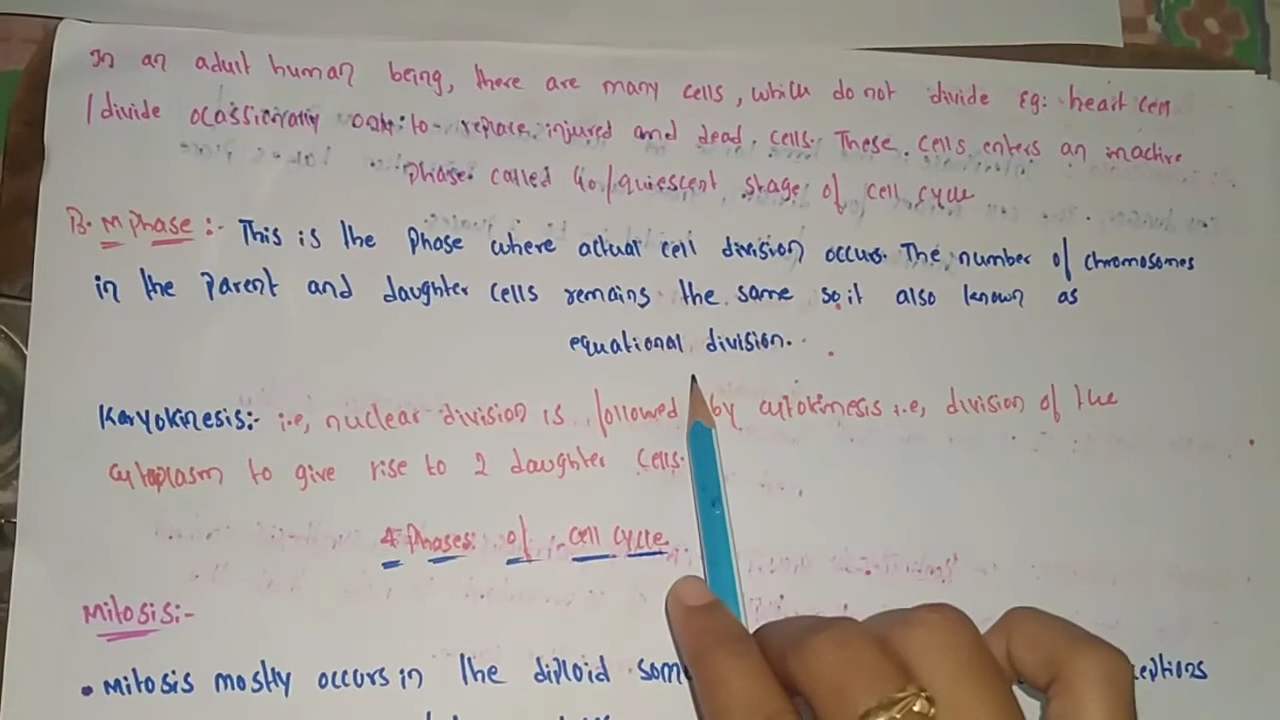 In an adult human being, there are many cells, which do not divide Eg: heart cell
/divide ocassionally to replace injured and dead cells. These cells enters an inactive
phase called G0/quiescent stage of cell cycle
B. M Phase :- This is the Phase where actual cell division occurs. The number of chromosomes
in the parent and daughter cells remains the same so it also known as
equational division.
Karyokinesis:- i.e, nuclear division is followed by cytokinesis i.e, division of the
cytoplasm to give rise to 2 daughter cells.
4 Phases of cell cycle
Mitosis:-
• Mitosis mostly occurs in the diploid som